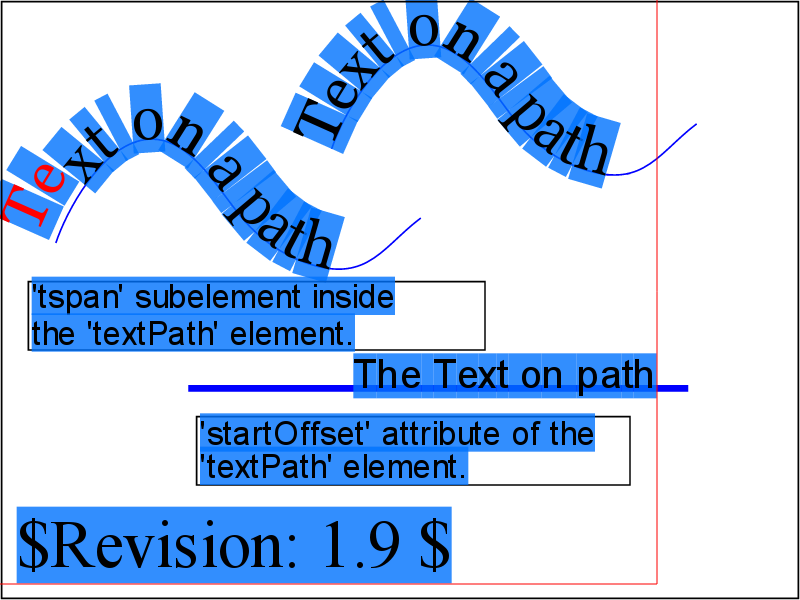 Text on a path
Text on a path
'tspan' subelement inside
the 'textPath' element.
The Text on path
'startOffset' attribute of the
'textPath' element.
$Revision: 1.9 $